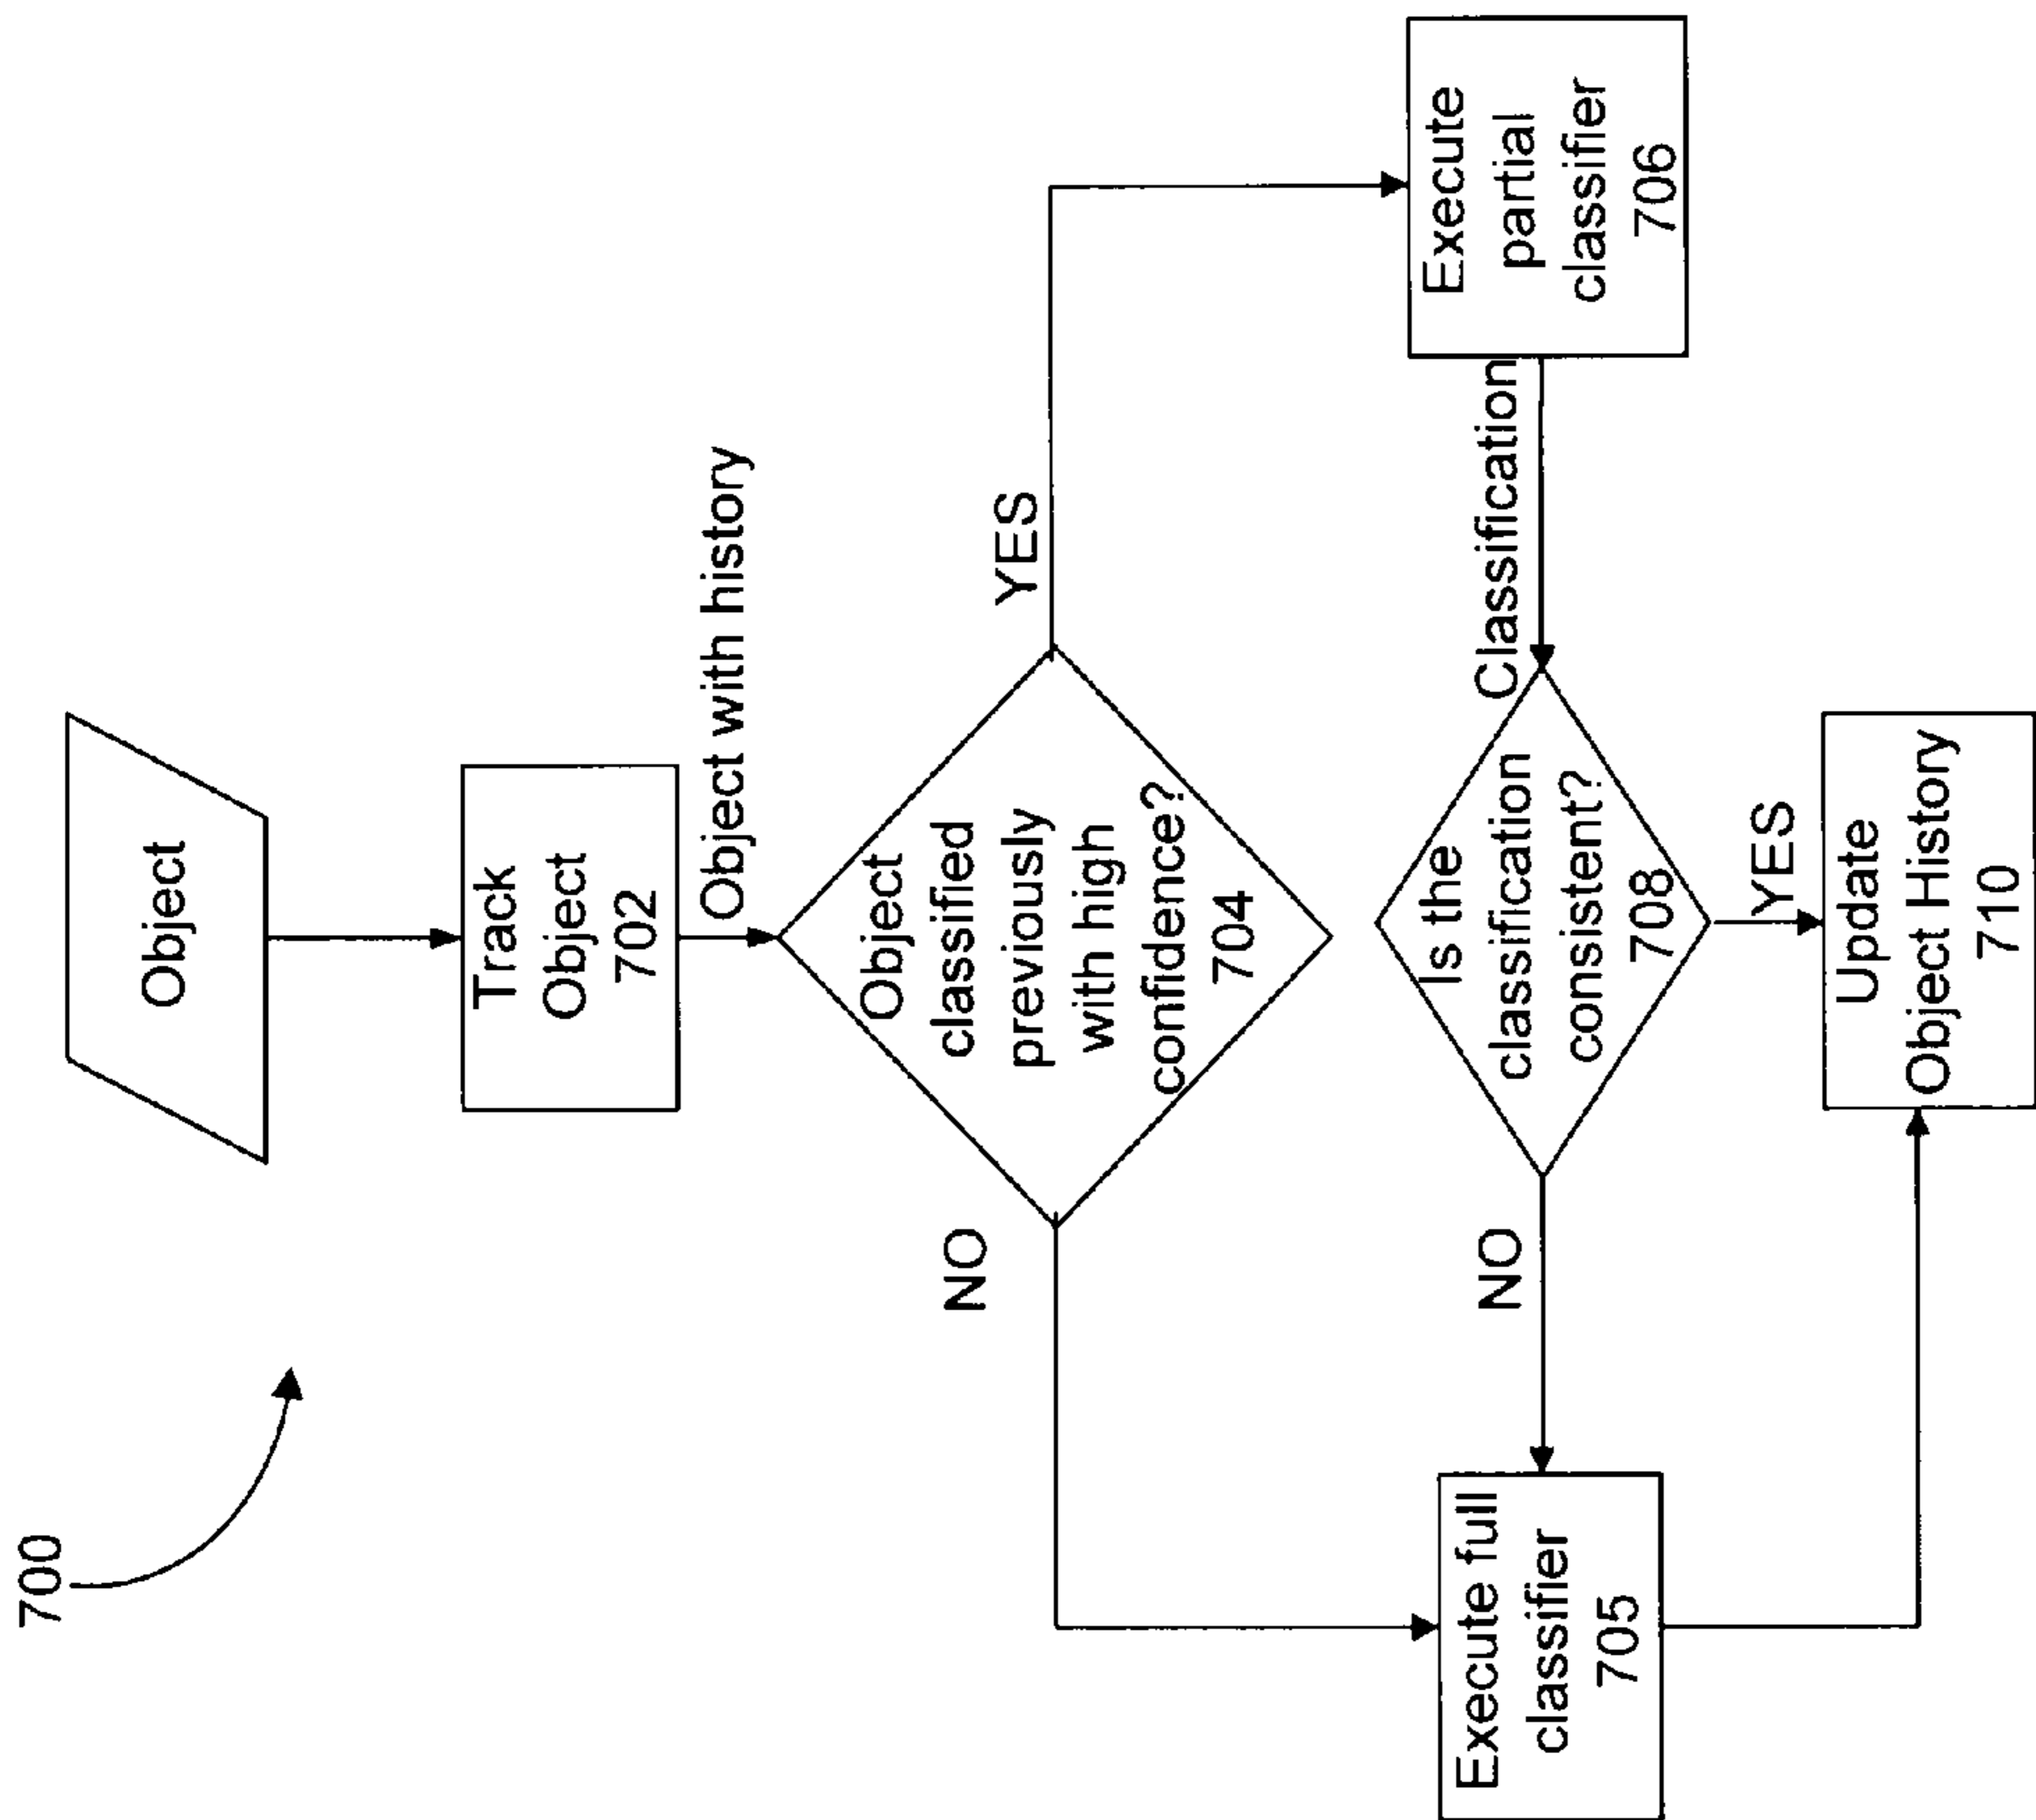 700
Object
Track
Object
702
Object with history
Object
classified
previously
with high
confidence?
704
NO
YES
Execute full
classifier
705
NO
Is the
classification
consistent?
708
Classification
Execute
partial
classifier
706
YES
Update
Object History
710